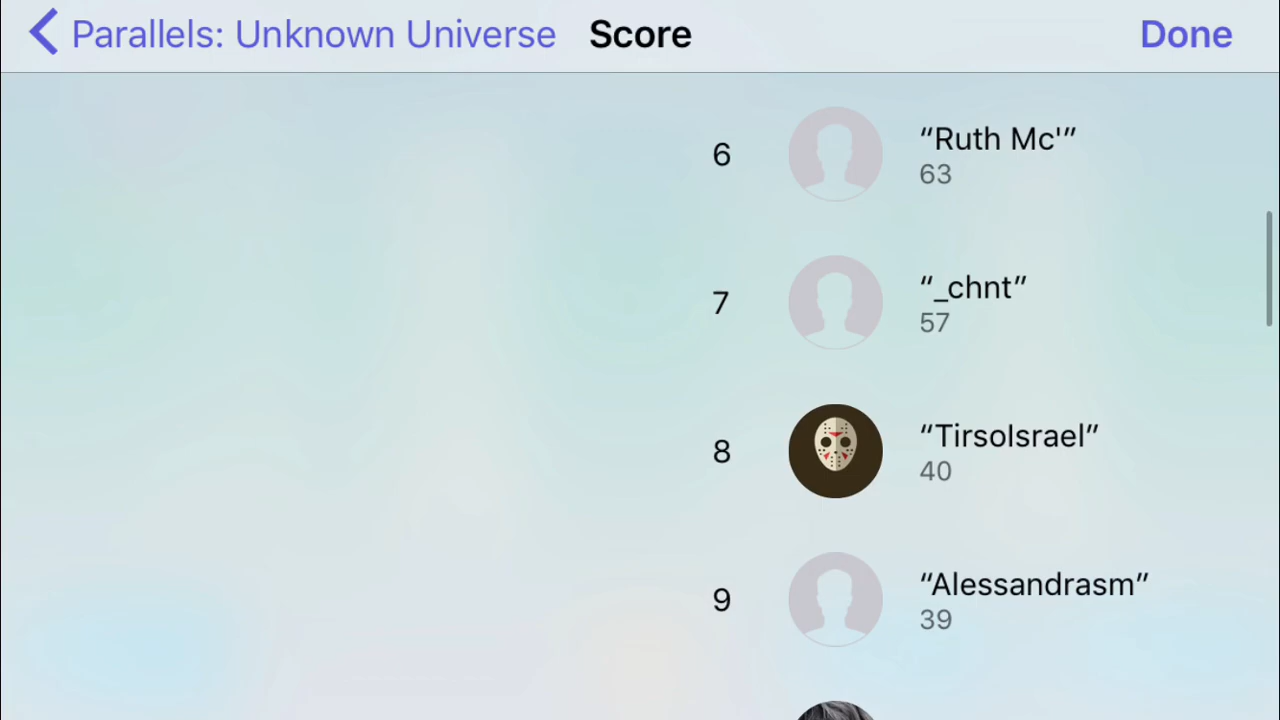 Parallels: Unknown Universe Score Done
6 “Ruth Mc'”
63
7 “_chnt”
57
8 “TirsoIsrael”
40
9 “Alessandrasm”
39